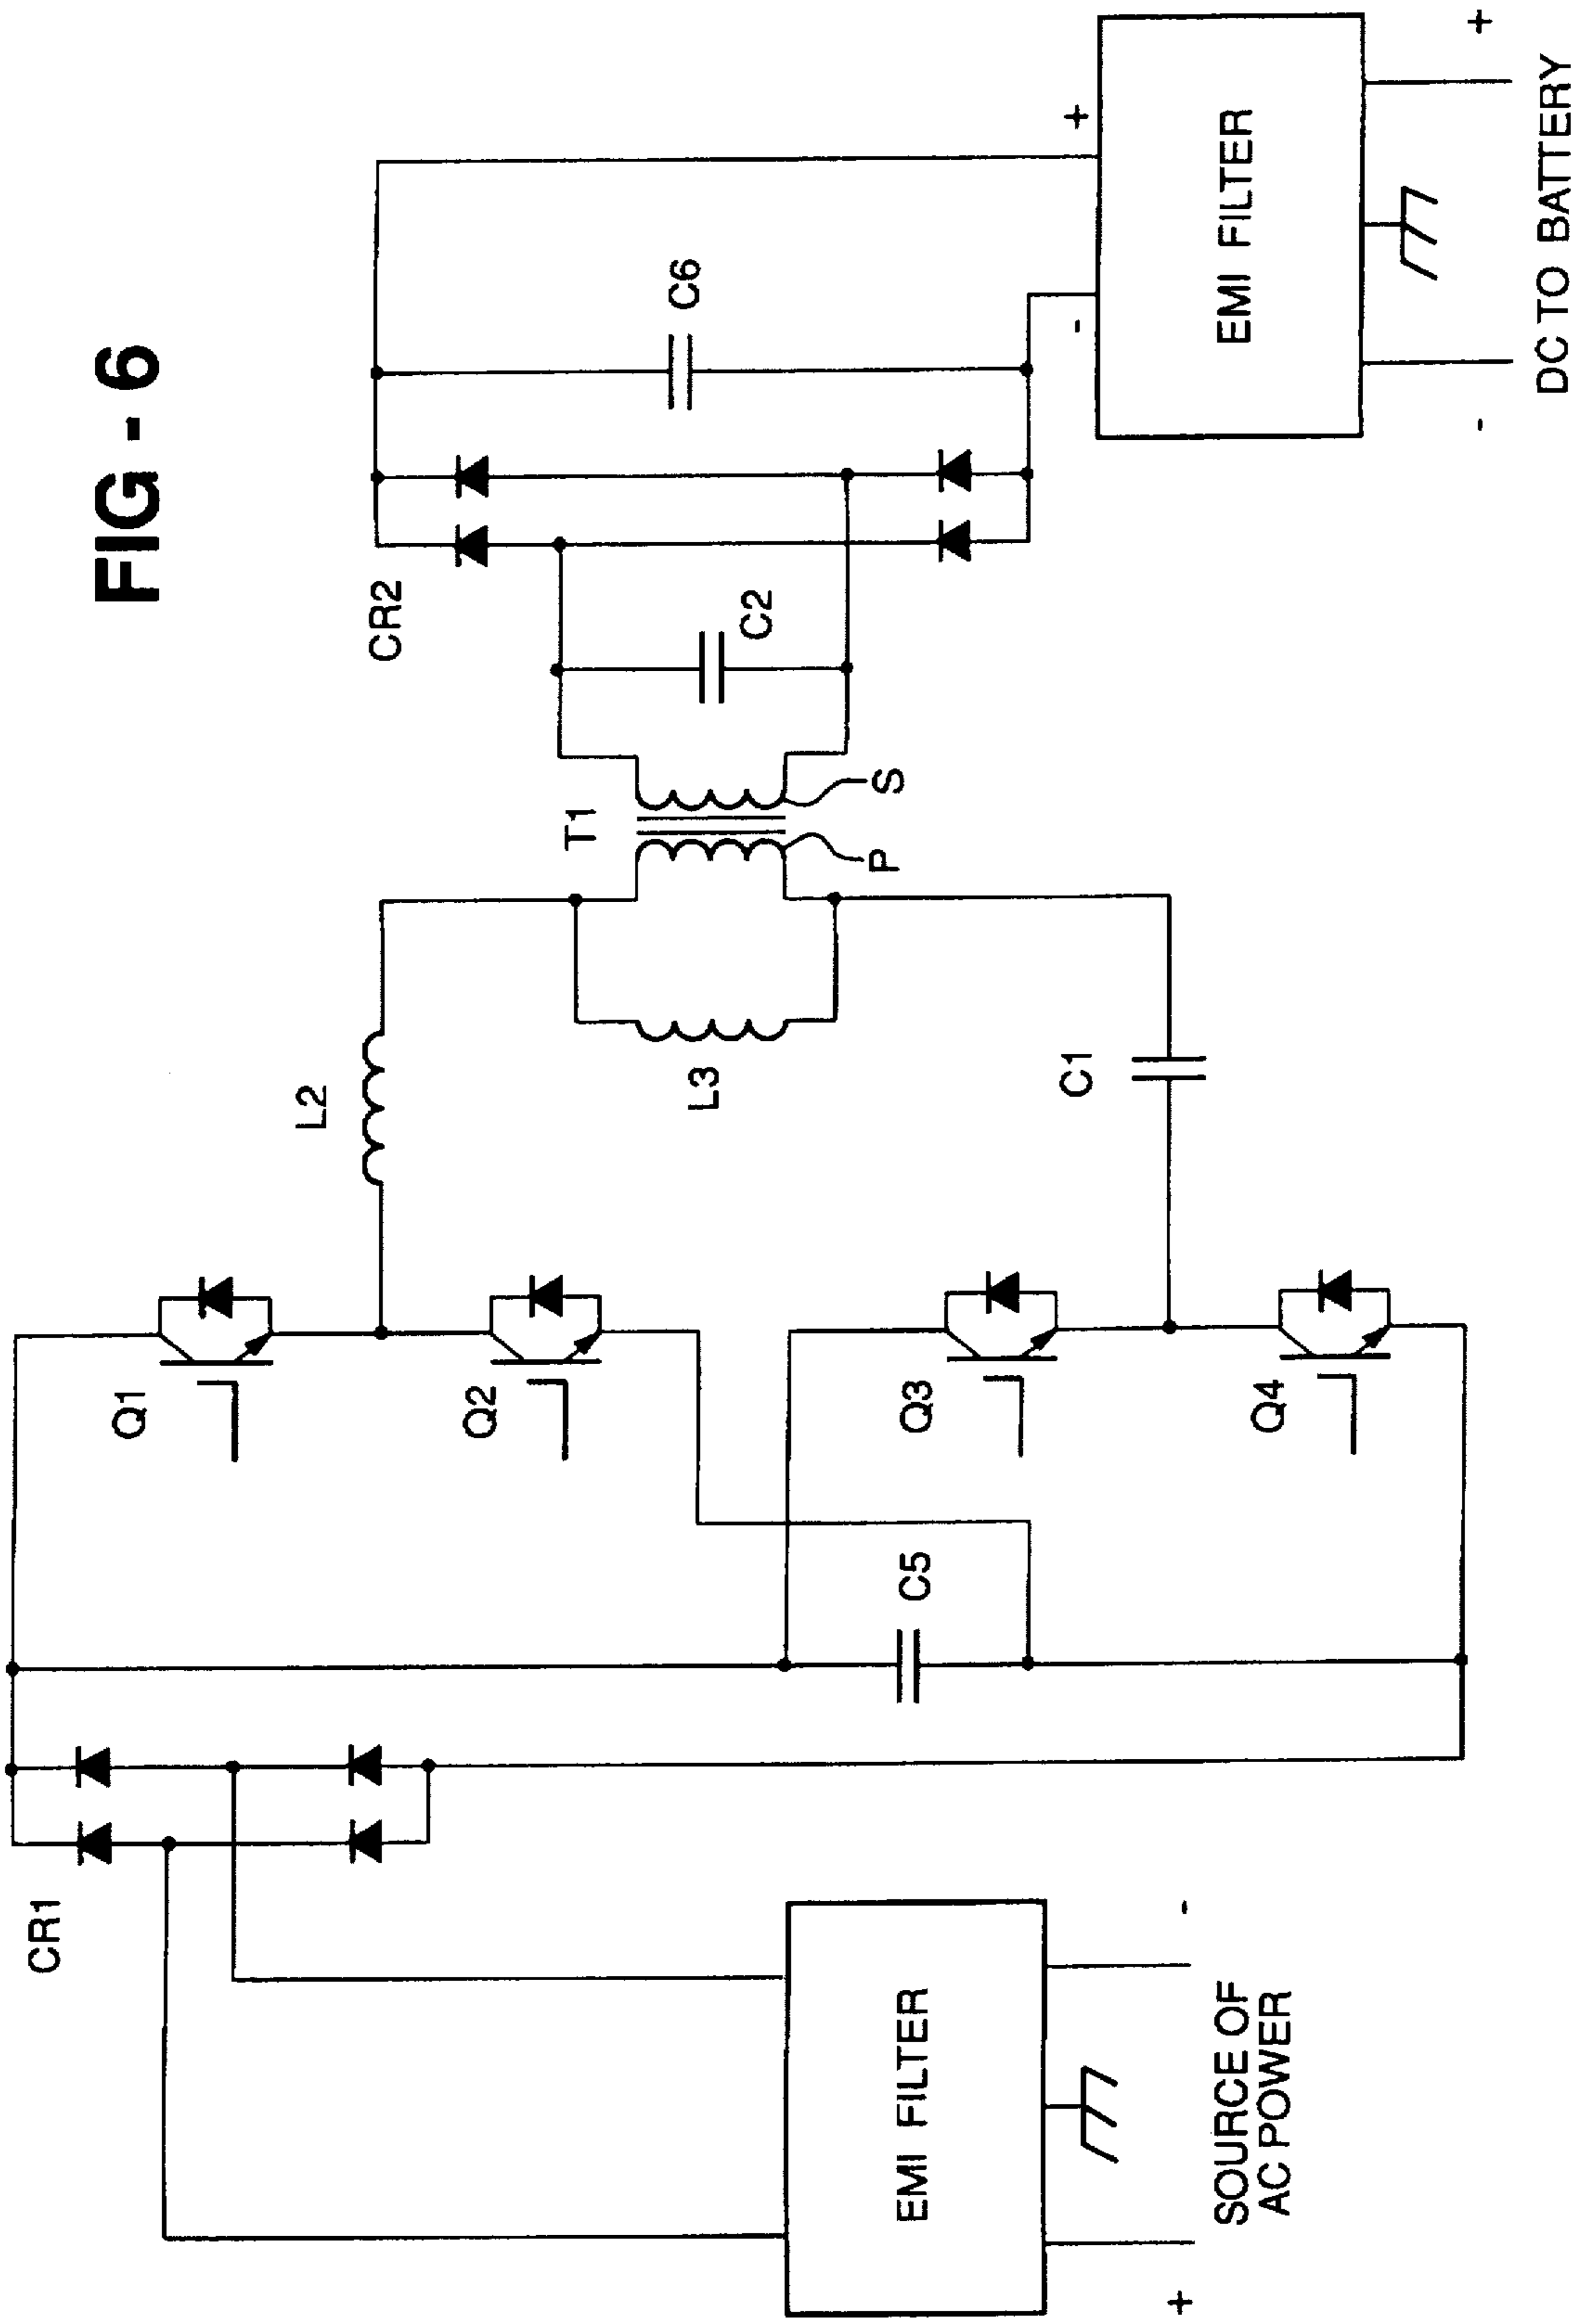 FIG - 6
CR1
Q1
L2
T1
CR2
Q2
L3
C2
C6
C5
P
S
Q3
C1
Q4
+
-
EMI FILTER
EMI FILTER
+
-
SOURCE OF
AC POWER
-
+
DC TO BATTERY